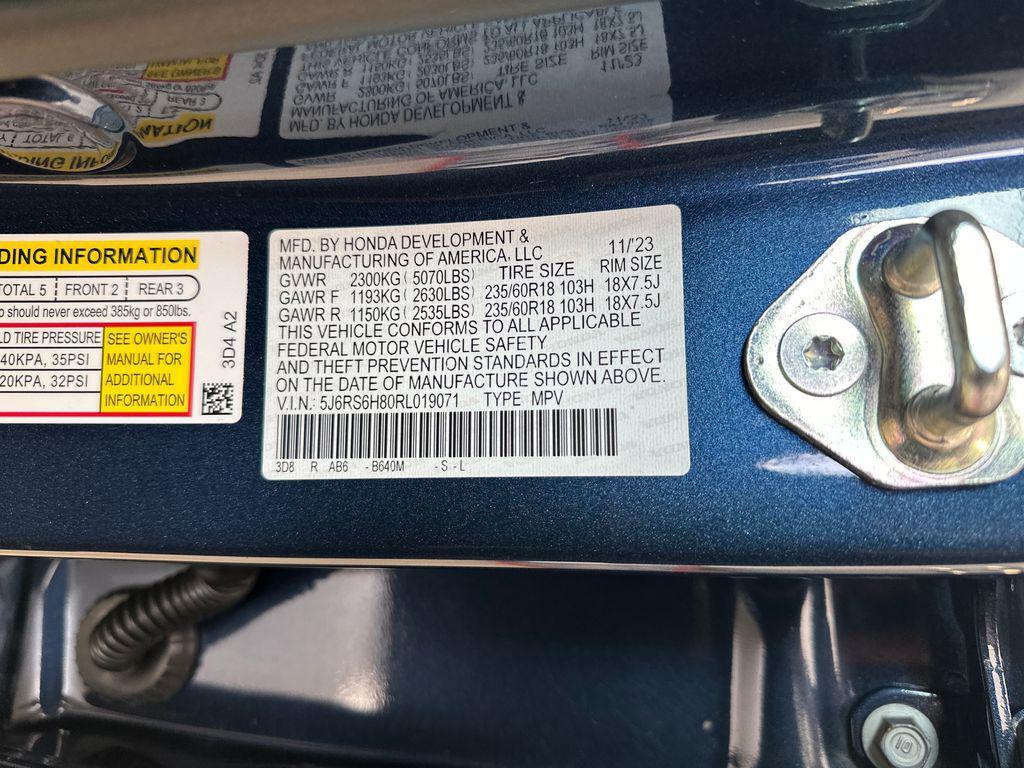 DING INFORMATION
TOTAL 5 FRONT 2 REAR 3
should never exceed 385kg or 850lbs.
TIRE PRESSURE
40KPA, 35PSI
20KPA, 32PSI
SEE OWNER'S
MANUAL FOR
ADDITIONAL
INFORMATION
3D4 A2
MFD. BY HONDA DEVELOPMENT & 11/'23
MANUFACTURING OF AMERICA, LLC
GVWR 2300KG ( 5070LBS) TIRE SIZE RIM SIZE
GAWR F 1193KG ( 2630LBS) 235/60R18 103H 18X7.5J
GAWR R 1150KG ( 2535LBS) 235/60R18 103H 18X7.5J
THIS VEHICLE CONFORMS TO ALL APPLICABLE
FEDERAL MOTOR VEHICLE SAFETY
AND THEFT PREVENTION STANDARDS IN EFFECT
ON THE DATE OF MANUFACTURE SHOWN ABOVE.
V.I.N.: 5J6RS6H80RL019071 TYPE MPV
3D8 R AB6 - B640M - S - L
10